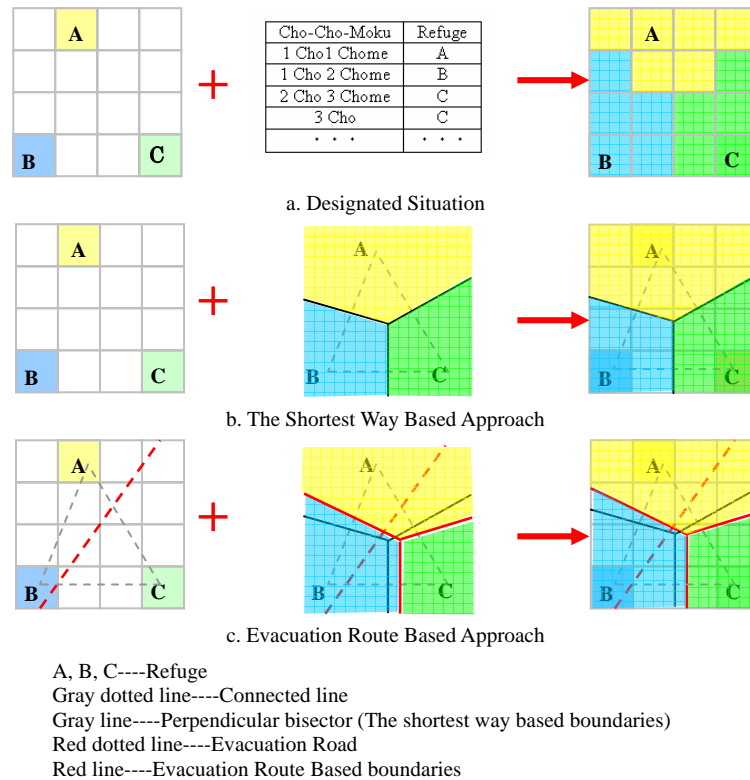 A
B
C
Cho-Cho-Moku Refuge
1 Cho1 Chome A
1 Cho 2 Chome B
2 Cho 3 Chome C
3 Cho C
· · · · · ·
A
B
C
a. Designated Situation
A
B
C
A
B
C
A
B
C
b. The Shortest Way Based Approach
A
B
C
A
B
C
A
B
C
c. Evacuation Route Based Approach
A, B, C----Refuge
Gray dotted line----Connected line
Gray line----Perpendicular bisector (The shortest way based boundaries)
Red dotted line----Evacuation Road
Red line----Evacuation Route Based boundaries